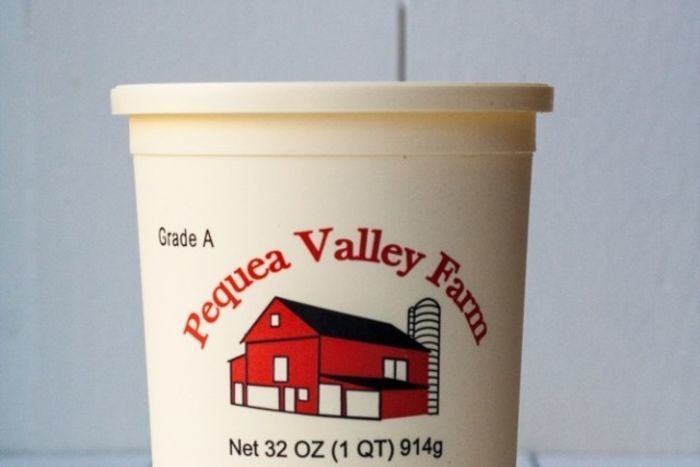 Grade A
Pequea Valley Farm
Net 32 OZ (1 QT) 914g